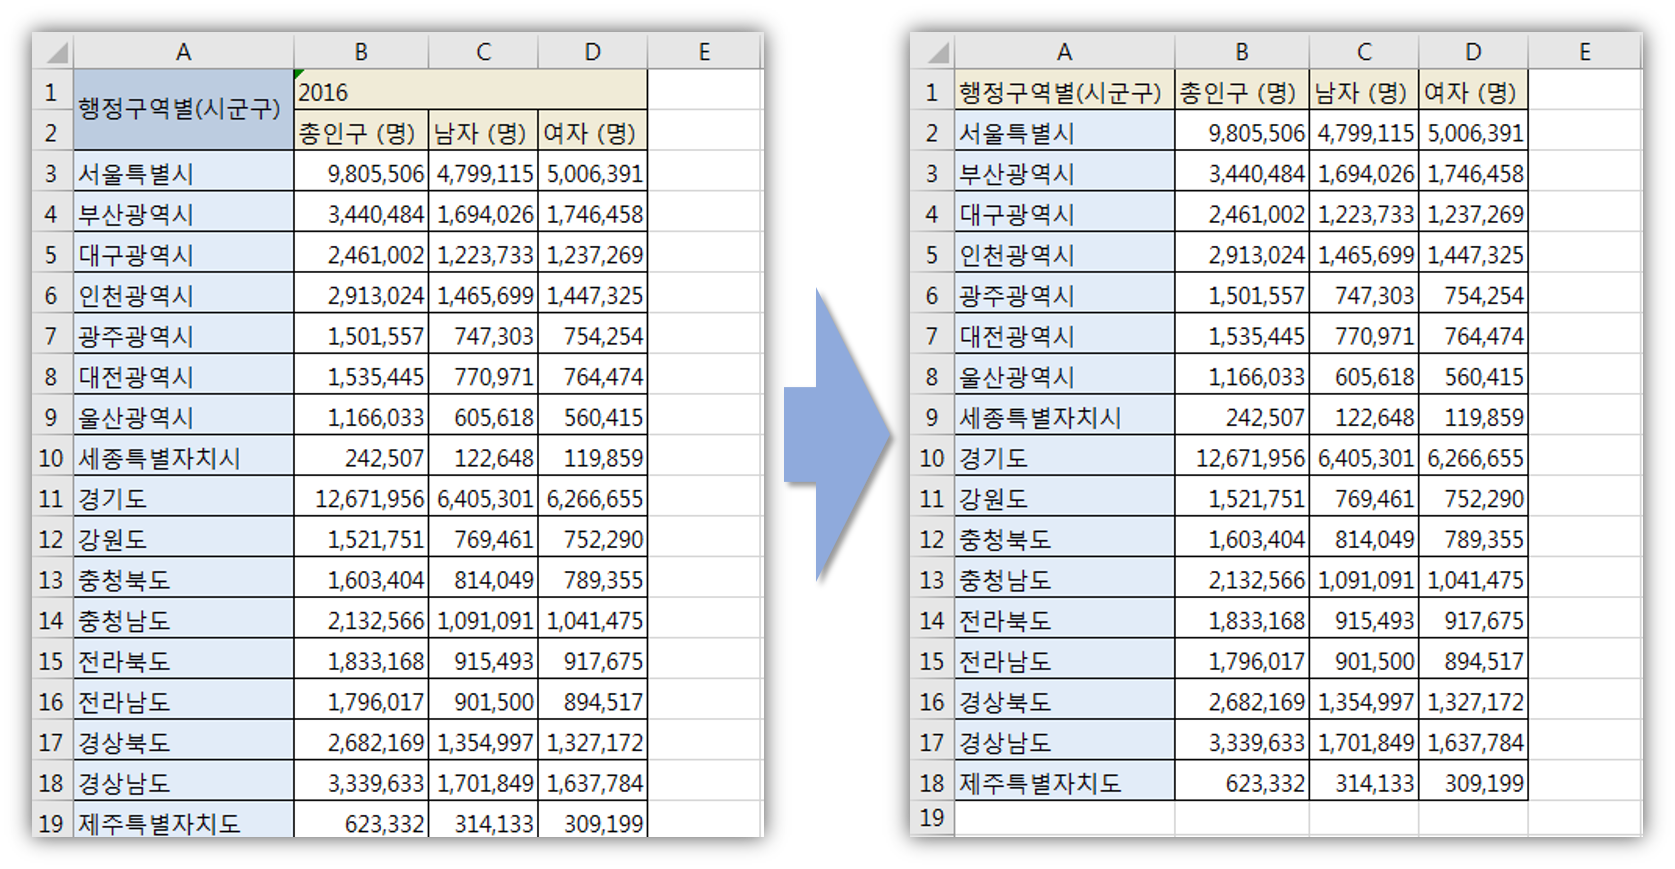 A B C D E
1 행정구역별(시군구) 2016
2 총인구 (명) 남자 (명) 여자 (명)
3 서울특별시 9,805,506 4,799,115 5,006,391
4 부산광역시 3,440,484 1,694,026 1,746,458
5 대구광역시 2,461,002 1,223,733 1,237,269
6 인천광역시 2,913,024 1,465,699 1,447,325
7 광주광역시 1,501,557 747,303 754,254
8 대전광역시 1,535,445 770,971 764,474
9 울산광역시 1,166,033 605,618 560,415
10 세종특별자치시 242,507 122,648 119,859
11 경기도 12,671,956 6,405,301 6,266,655
12 강원도 1,521,751 769,461 752,290
13 충청북도 1,603,404 814,049 789,355
14 충청남도 2,132,566 1,091,091 1,041,475
15 전라북도 1,833,168 915,493 917,675
16 전라남도 1,796,017 901,500 894,517
17 경상북도 2,682,169 1,354,997 1,327,172
18 경상남도 3,339,633 1,701,849 1,637,784
19 제주특별자치도 623,332 314,133 309,199
A B C D E
1 행정구역별(시군구) 총인구 (명) 남자 (명) 여자 (명)
2 서울특별시 9,805,506 4,799,115 5,006,391
3 부산광역시 3,440,484 1,694,026 1,746,458
4 대구광역시 2,461,002 1,223,733 1,237,269
5 인천광역시 2,913,024 1,465,699 1,447,325
6 광주광역시 1,501,557 747,303 754,254
7 대전광역시 1,535,445 770,971 764,474
8 울산광역시 1,166,033 605,618 560,415
9 세종특별자치시 242,507 122,648 119,859
10 경기도 12,671,956 6,405,301 6,266,655
11 강원도 1,521,751 769,461 752,290
12 충청북도 1,603,404 814,049 789,355
13 충청남도 2,132,566 1,091,091 1,041,475
14 전라북도 1,833,168 915,493 917,675
15 전라남도 1,796,017 901,500 894,517
16 경상북도 2,682,169 1,354,997 1,327,172
17 경상남도 3,339,633 1,701,849 1,637,784
18 제주특별자치도 623,332 314,133 309,199
19